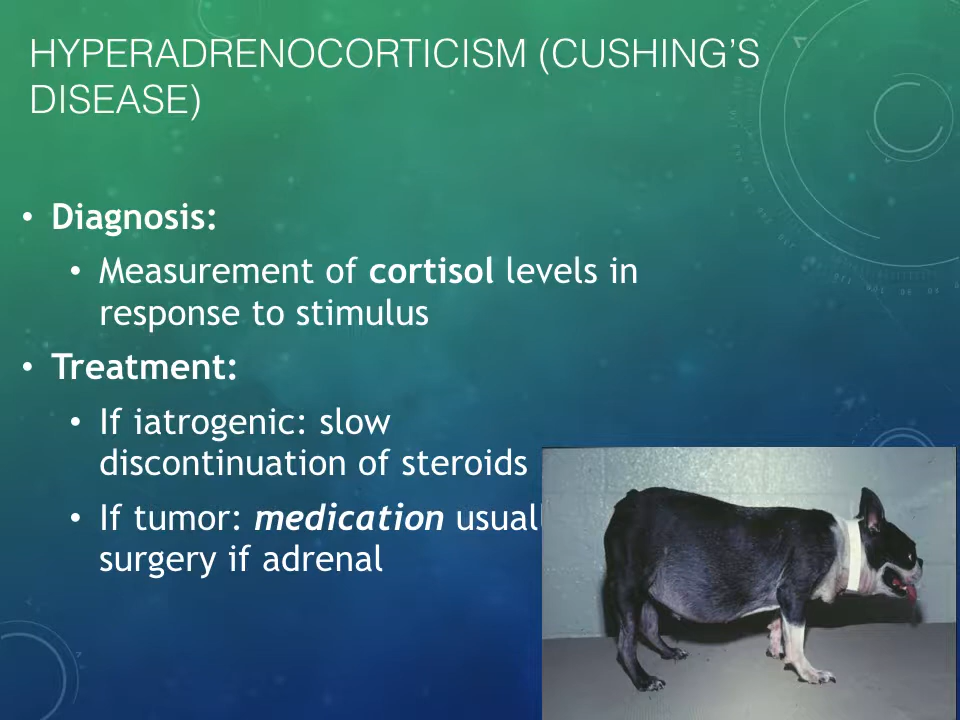 HYPERADRENOCORTICISM (CUSHING'S
DISEASE)
• Diagnosis:
• Measurement of cortisol levels in
response to stimulus
• Treatment:
• If iatrogenic: slow
discontinuation of steroids
• If tumor: medication
surgery if adrenal